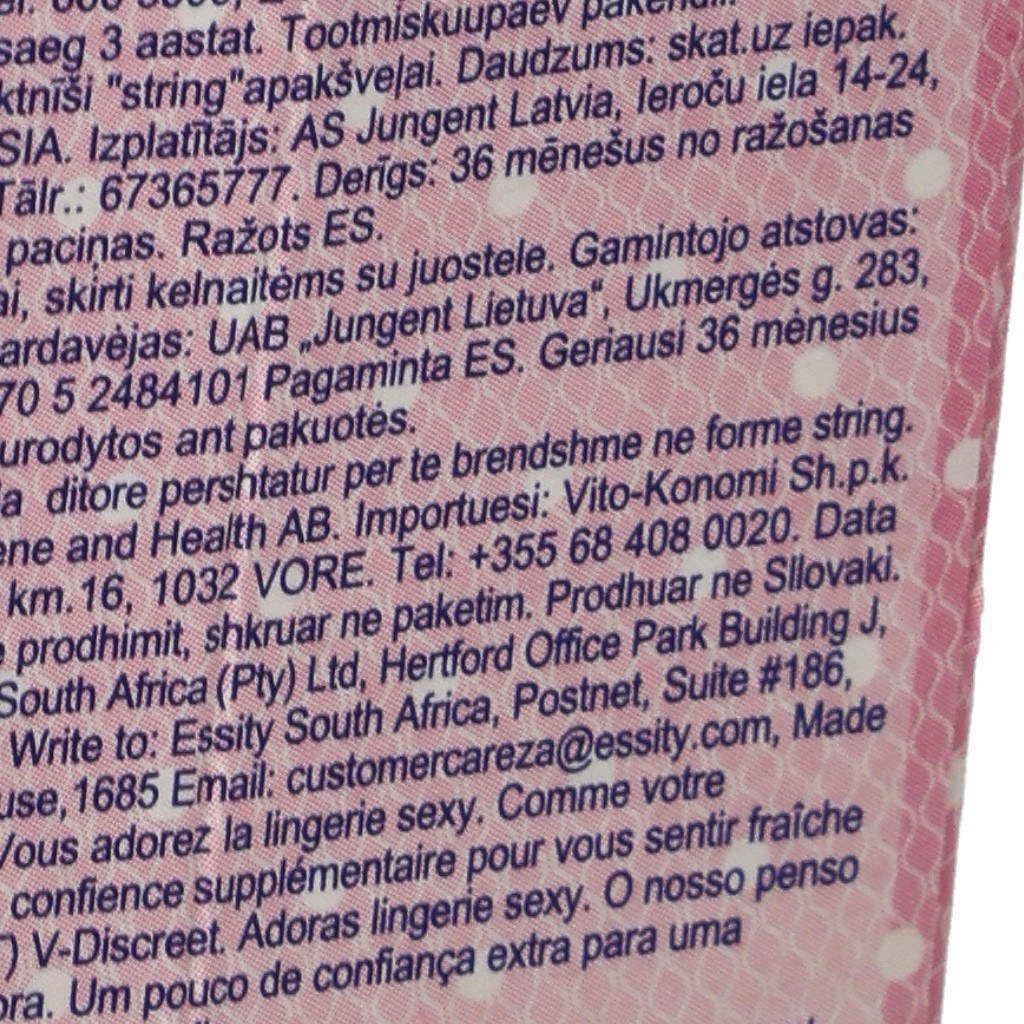 saeg 3 aastat. Tootmiskuupäev
ktnīši "string"apakšveļai. Daudzums: skat.uz iepak.
SIA. Izplatītājs: AS Jungent Latvia, Ieroču iela 14-24,
Tālr.: 67365777. Derīgs: 36 mēnešus no ražošanas
paciņas. Ražots ES.
ai, skirti kelnaitėms su juostele. Gamintojo atstovas:
ardavėjas: UAB „Jungent Lietuva“, Ukmergės g. 283,
70 5 2484101 Pagaminta ES. Geriausi 36 mėnesius
urodytos ant pakuotės.
a ditore pershtatur per te brendshme ne forme string.
ene and Health AB. Importuesi: Vito-Konomi Sh.p.k.
km.16, 1032 VORE. Tel: +355 68 408 0020. Data
prodhimit, shkruar ne paketim. Prodhuar ne Sllovaki.
South Africa (Pty) Ltd, Hertford Office Park Building J,
Write to: Essity South Africa, Postnet, Suite #186,
use, 1685 Email: customercareza@essity.com, Made
Vous adorez la lingerie sexy. Comme votre
confience supplémentaire pour vous sentir fraîche
) V-Discreet. Adoras lingerie sexy. O nosso penso
ora. Um pouco de confiança extra para uma